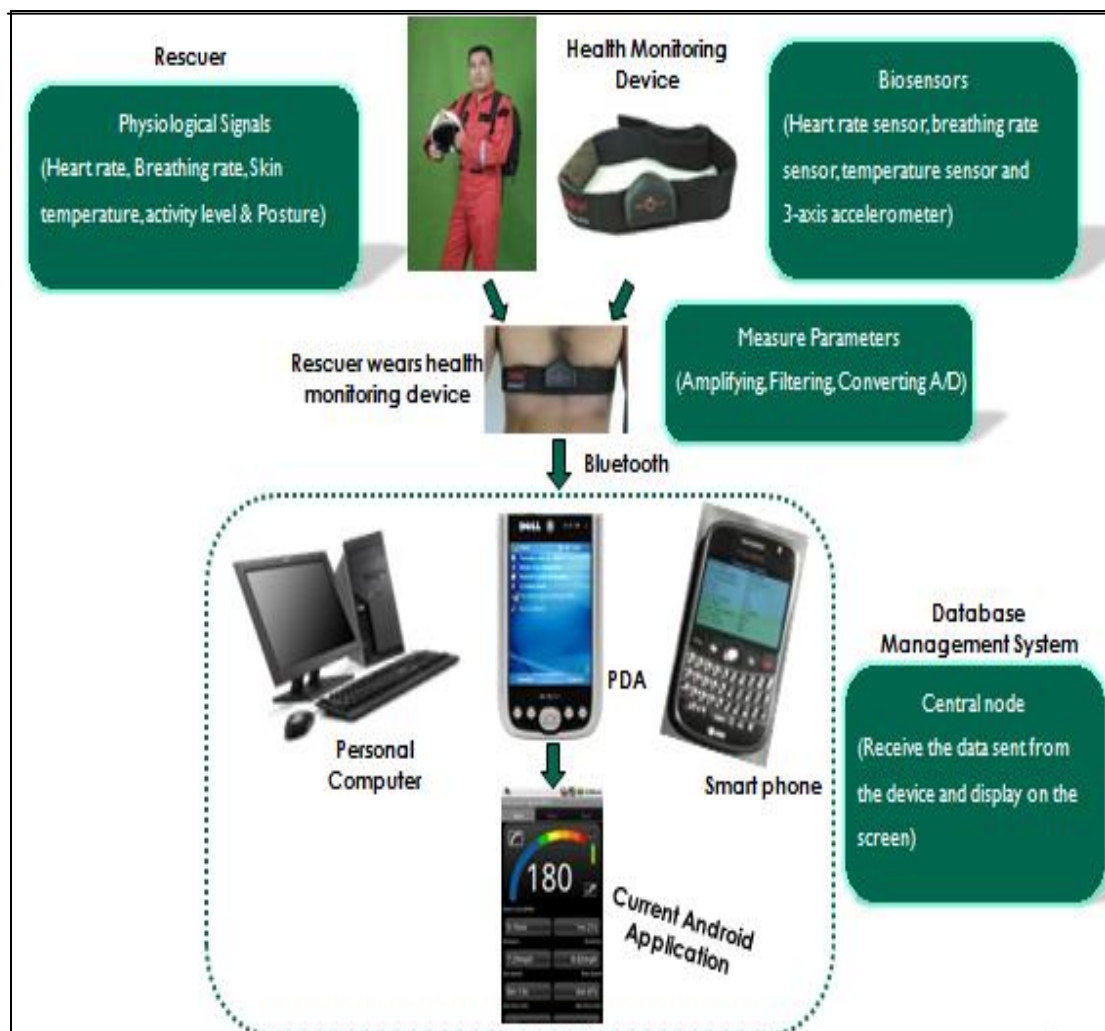 Rescuer
Physiological Signals
(Heart rate, Breathing rate, Skin
temperature, activity level & Posture)
Health Monitoring
Device
Biosensors
(Heart rate sensor, breathing rate
sensor, temperature sensor and
3-axis accelerometer)
Rescuer wears health
monitoring device
Measure Parameters
(Amplifying, Filtering, Converting A/D)
Bluetooth
DELL
PDA
Personal
Computer
Smart phone
Database
Management System
Central node
(Receive the data sent from
the device and display on the
screen)
180
Current Android
Application